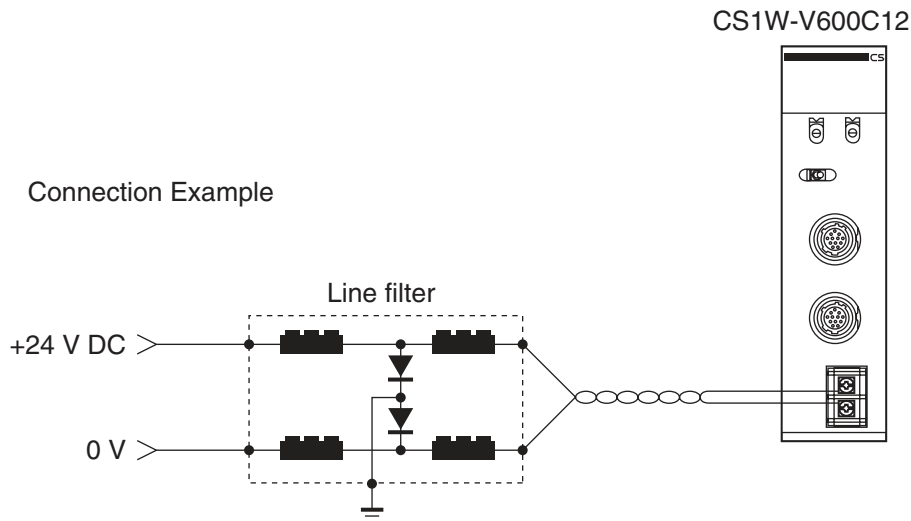 CS1W-V600C12
CS
Connection Example
Line filter
+24 V DC
0 V